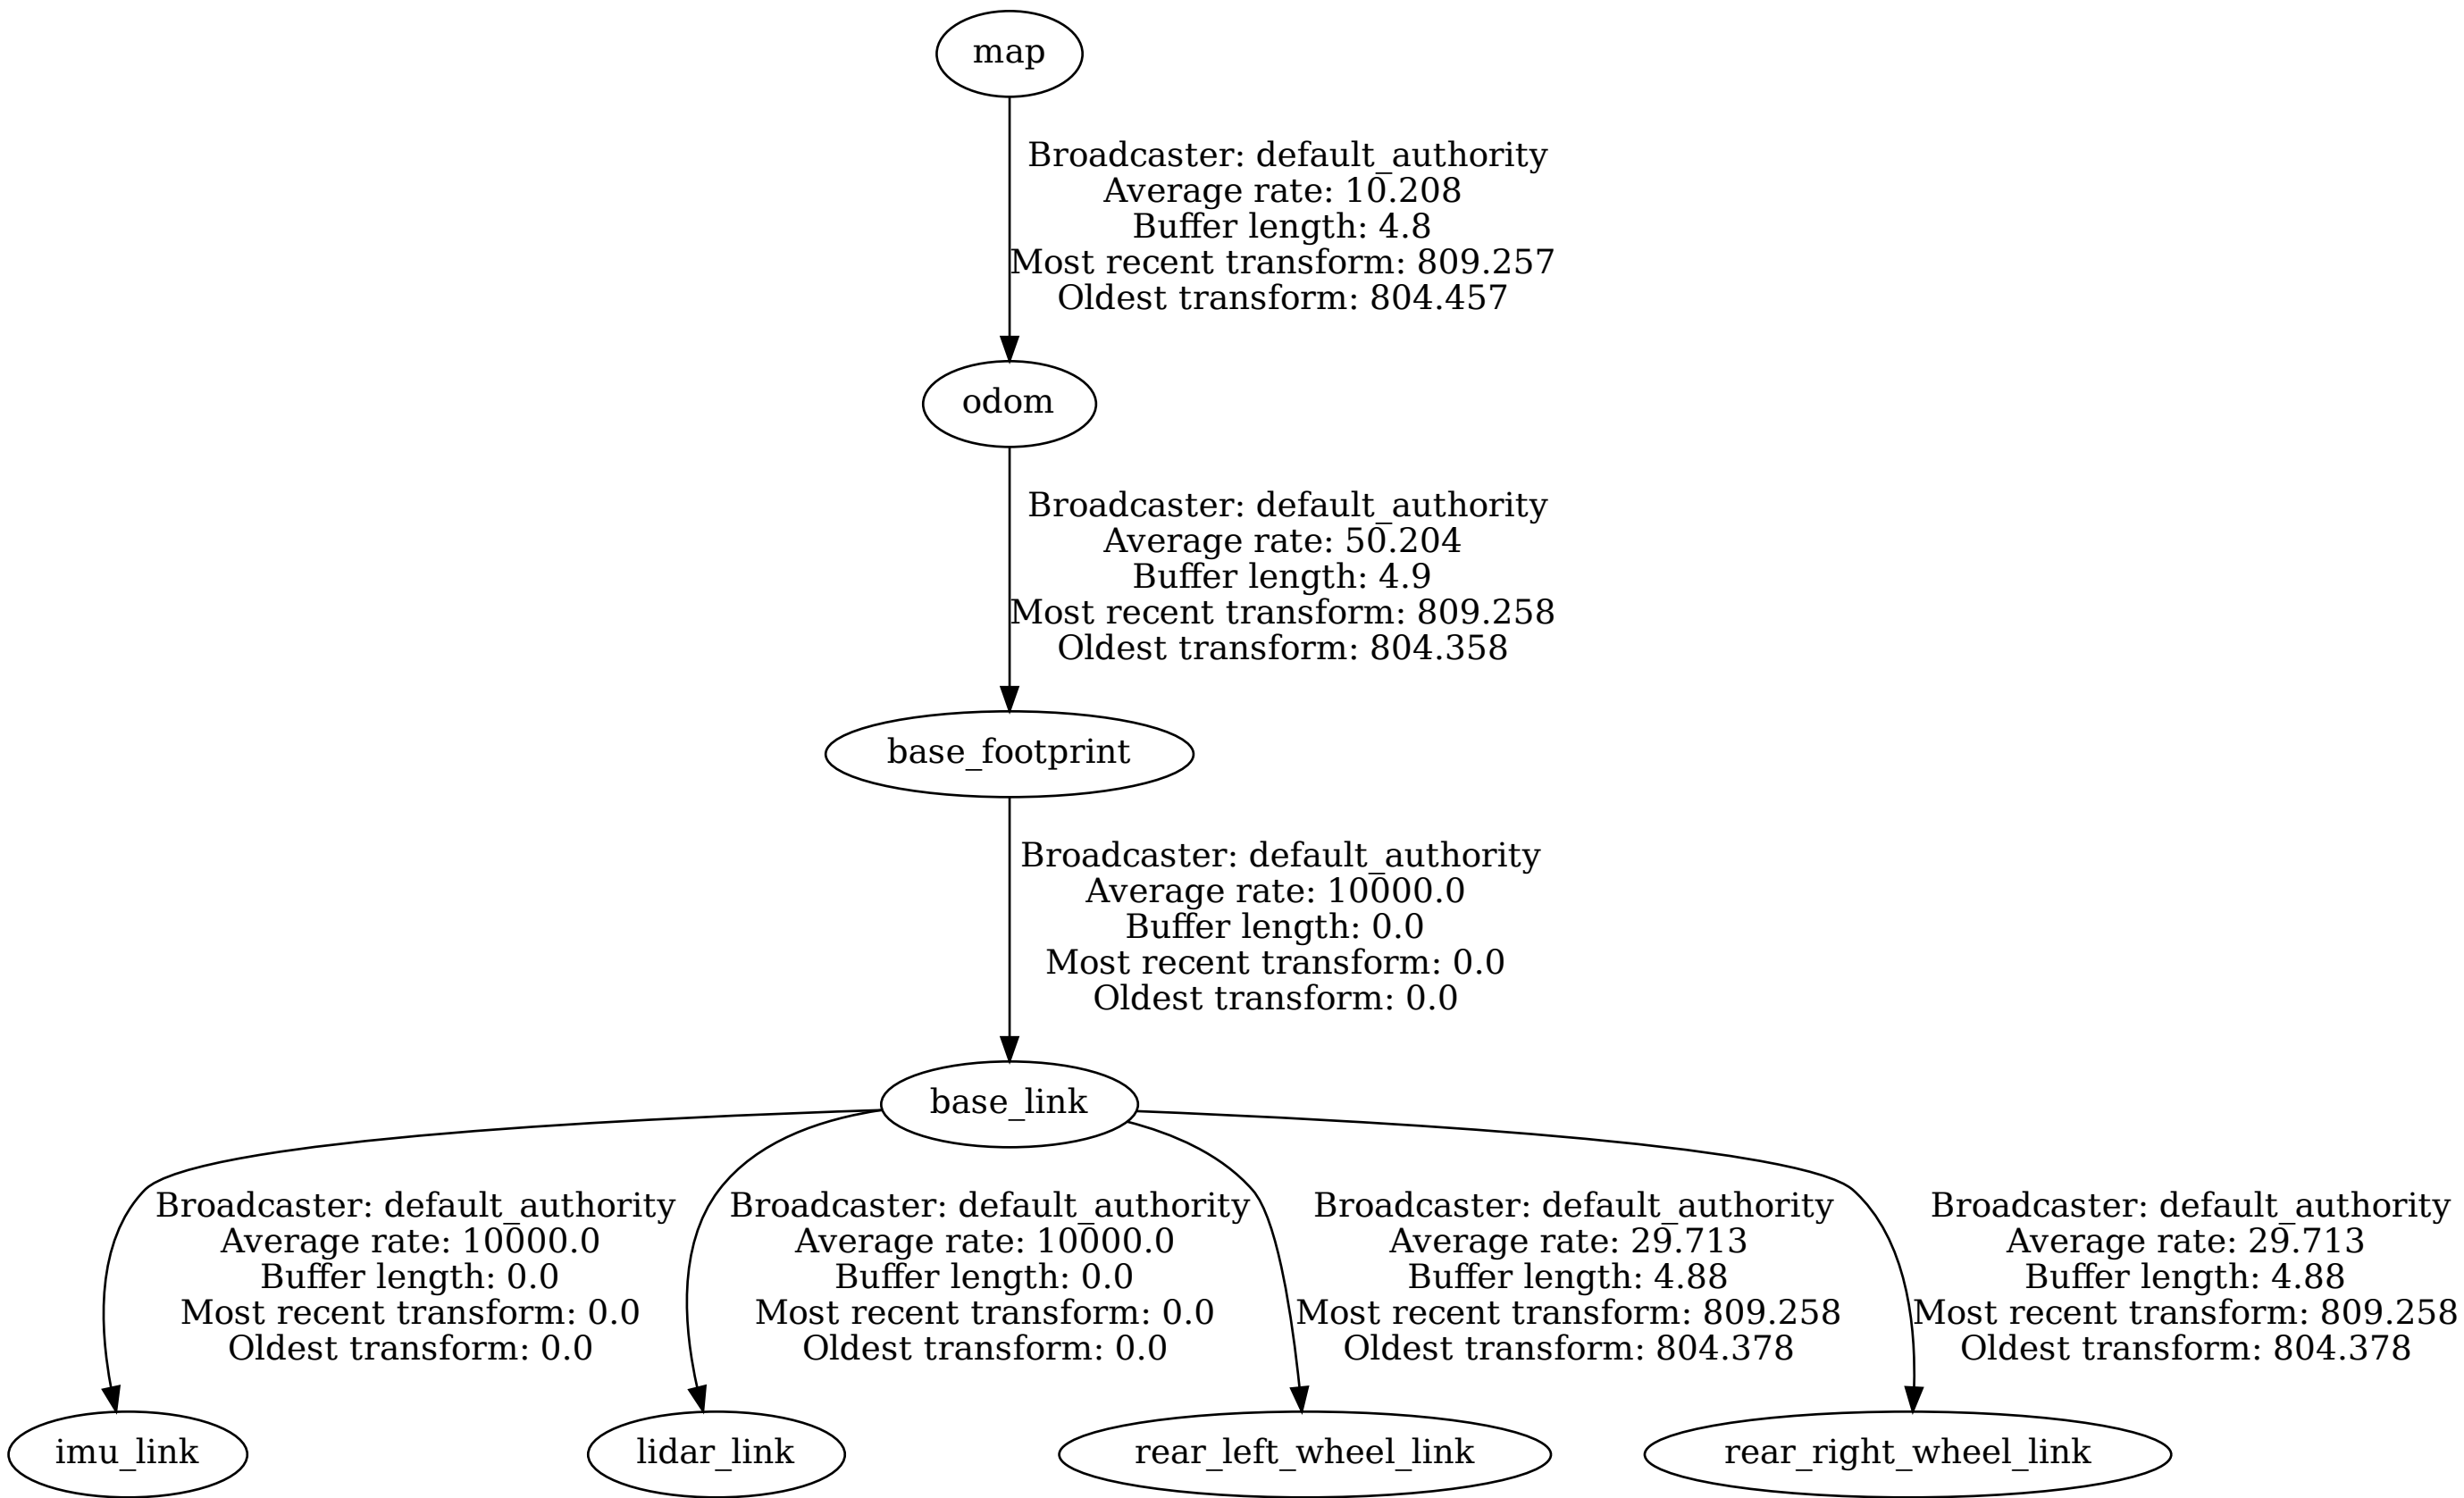 map
Broadcaster: default_authority
Average rate: 10.208
Buffer length: 4.8
Most recent transform: 809.257
Oldest transform: 804.457
odom
Broadcaster: default_authority
Average rate: 50.204
Buffer length: 4.9
Most recent transform: 809.258
Oldest transform: 804.358
base_footprint
Broadcaster: default_authority
Average rate: 10000.0
Buffer length: 0.0
Most recent transform: 0.0
Oldest transform: 0.0
base_link
Broadcaster: default_authority
Average rate: 10000.0
Buffer length: 0.0
Most recent transform: 0.0
Oldest transform: 0.0
Broadcaster: default_authority
Average rate: 10000.0
Buffer length: 0.0
Most recent transform: 0.0
Oldest transform: 0.0
Broadcaster: default_authority
Average rate: 29.713
Buffer length: 4.88
Most recent transform: 809.258
Oldest transform: 804.378
Broadcaster: default_authority
Average rate: 29.713
Buffer length: 4.88
Most recent transform: 809.258
Oldest transform: 804.378
imu_link
lidar_link
rear_left_wheel_link
rear_right_wheel_link